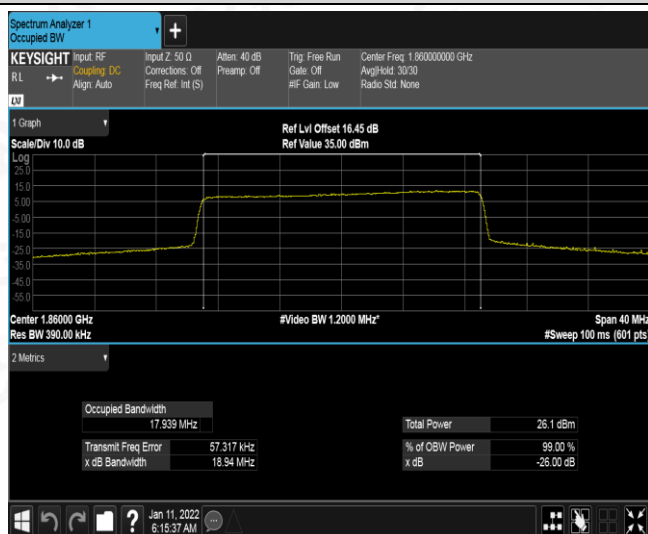 Spectrum Analyzer 1
Occupied BW
+
KEYSIGHT
RL
LXI
Input: RF
Coupling: DC
Align: Auto
Input Z: 50 Ω
Corrections: Off
Freq Ref: Int (S)
Atten: 40 dB
Preamp: Off
Trig: Free Run
Gate: Off
#IF Gain: Low
Center Freq: 1.860000000 GHz
Avg|Hold: 30/30
Radio Std: None
1 Graph
Scale/Div 10.0 dB
Ref Lvl Offset 16.45 dB
Ref Value 35.00 dBm
Log
25.0
15.0
5.00
-5.00
-15.0
-25.0
-35.0
-45.0
-55.0
Center 1.86000 GHz
Res BW 390.00 kHz
#Video BW 1.2000 MHz*
Span 40 MHz
#Sweep 100 ms (601 pts)
2 Metrics
Occupied Bandwidth
17.939 MHz
Transmit Freq Error 57.317 kHz
x dB Bandwidth 18.94 MHz
Total Power 26.1 dBm
% of OBW Power 99.00 %
x dB -26.00 dB
?
Jan 11, 2022
6:15:37 AM